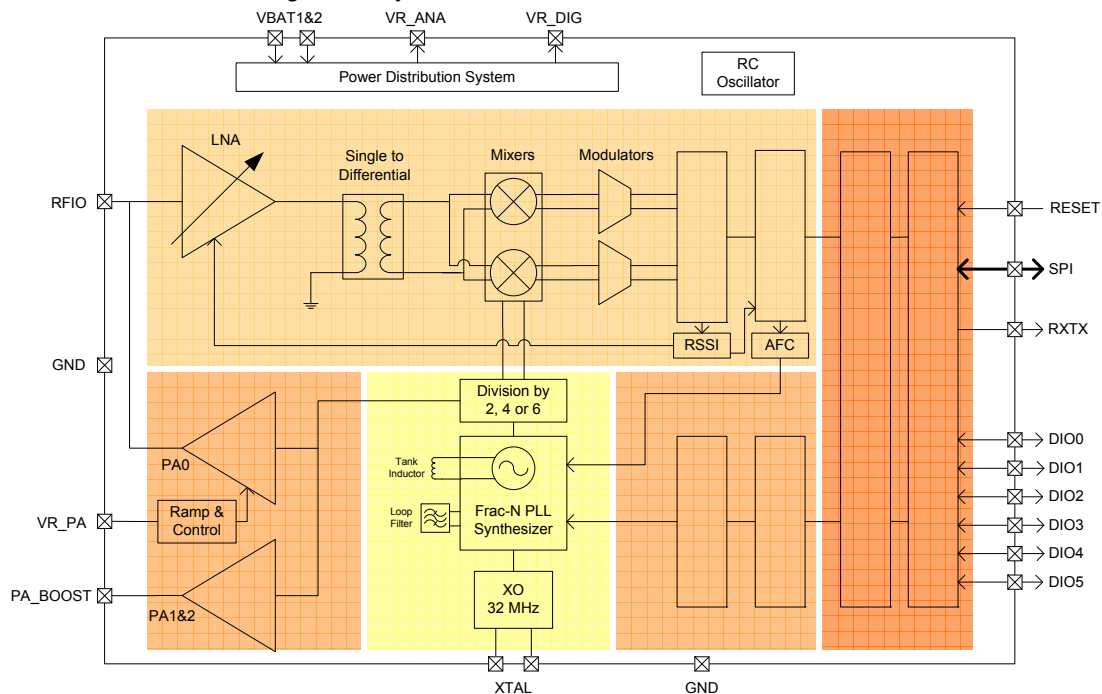 VBAT1&2
VR_ANA
VR_DIG
Power Distribution System
RC
Oscillator
LNA
Single to
Differential
Mixers
Modulators
RFIO
RESET
SPI
RXTX
RSSI
AFC
GND
Division by
2, 4 or 6
PA0
Tank
Inductor
Ramp &
Control
VR_PA
Loop
Filter
Frac-N PLL
Synthesizer
DIO0
DIO1
DIO2
DIO3
DIO4
DIO5
PA_BOOST
PA1&2
XO
32 MHz
XTAL
GND